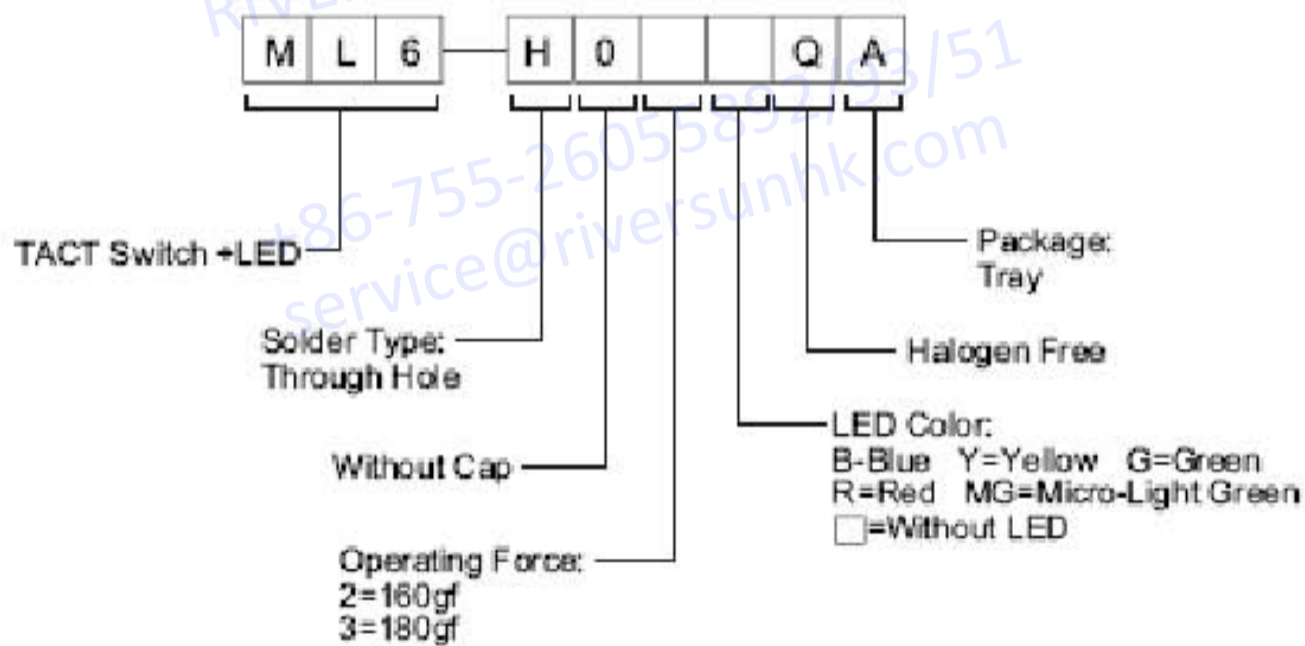 M L 6 H 0 Q A
TACT Switch +LED
Solder Type:
Through Hole
Without Cap
Operating Force:
2=160gf
3=180gf
Package:
Tray
Halogen Free
LED Color:
B-Blue Y=Yellow G=Green
R=Red MG=Micro-Light Green
□=Without LED
+86-755-26055892/93/51
service@riversunhk.com